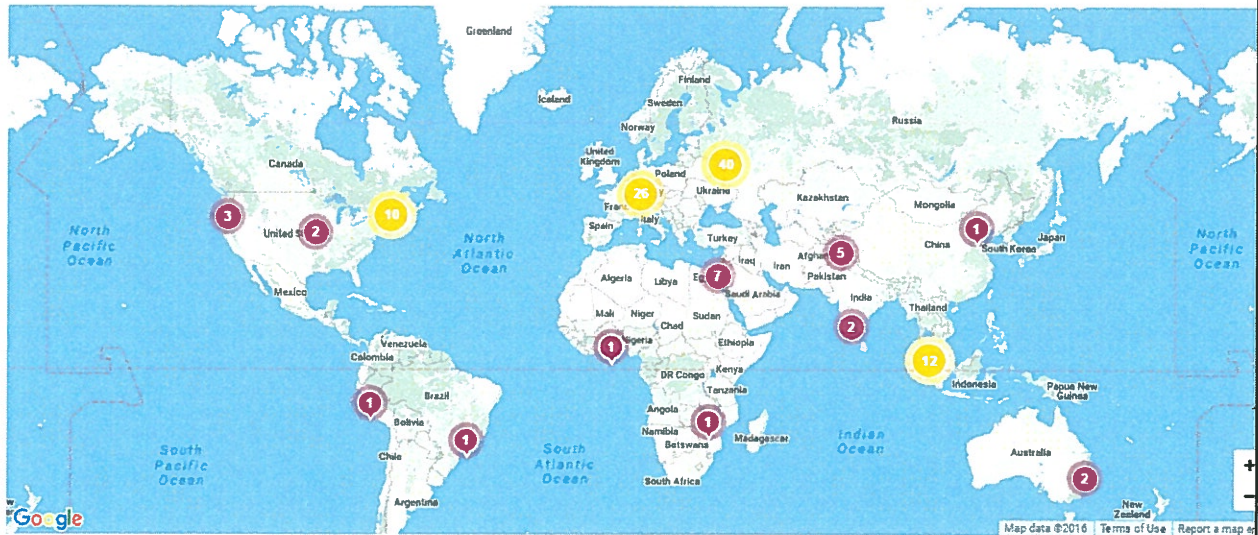 Greenland
Iceland
Finland
Sweden
Norway
Russia
United
Kingdom
Poland
Canada
40
Ukraine
26
Kazakhstan
Mongolia
Italy
Spain
3
2
10
1
China
South Korea
Japan
North
Pacific
Ocean
North
Atlantic
Ocean
North
Pacific
Ocean
Turkey
Iraq
Iran
5
Pakistan
Algeria
Libya
7
Saudi Arabia
Mexico
India
Thailand
Mali
Niger
Chad
Sudan
Ethiopia
2
1
Nigeria
Venezuela
Colombia
12
Indonesia
Papua New
Guinea
DR Congo
Kenya
Tanzania
Brazil
1
Bolivia
1
Angola
1
Namibia
Botswana
Madagascar
Indian
Ocean
South
Pacific
Ocean
Chile
South
Atlantic
Ocean
South Africa
Australia
2
Argentina
New
Zealand
+
−
Google
Map data ©2016
Terms of Use
Report a map